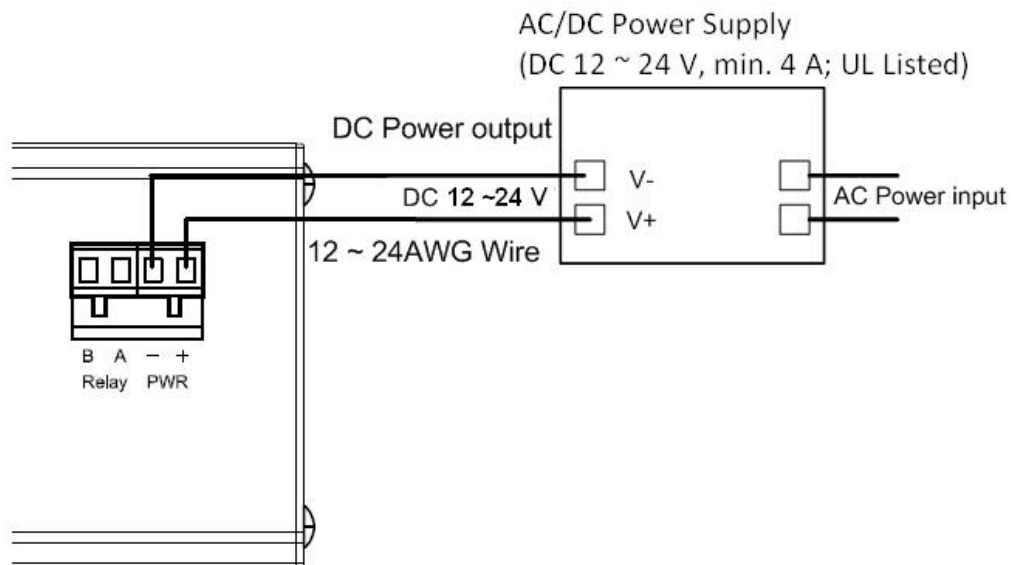 AC/DC Power Supply
(DC 12 ~ 24 V, min. 4 A; UL Listed)
DC Power output
V-
DC 12 ~24 V
AC Power input
V+
12 ~ 24AWG Wire
B A − +
Relay PWR